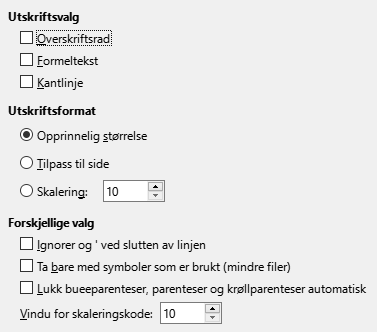 Utskriftsvalg
Overskriftsrad
Formeltekst
Kantlinje
Utskriftsformat
Opprinnelig størrelse
Tilpass til side
Skalering: 10
Forskjellige valg
Ignorer og ' ved slutten av linjen
Ta bare med symboler som er brukt (mindre filer)
Lukk bueeparenteser, parenteser og krøllparenteser automatisk
Vindu for skaleringskode: 10